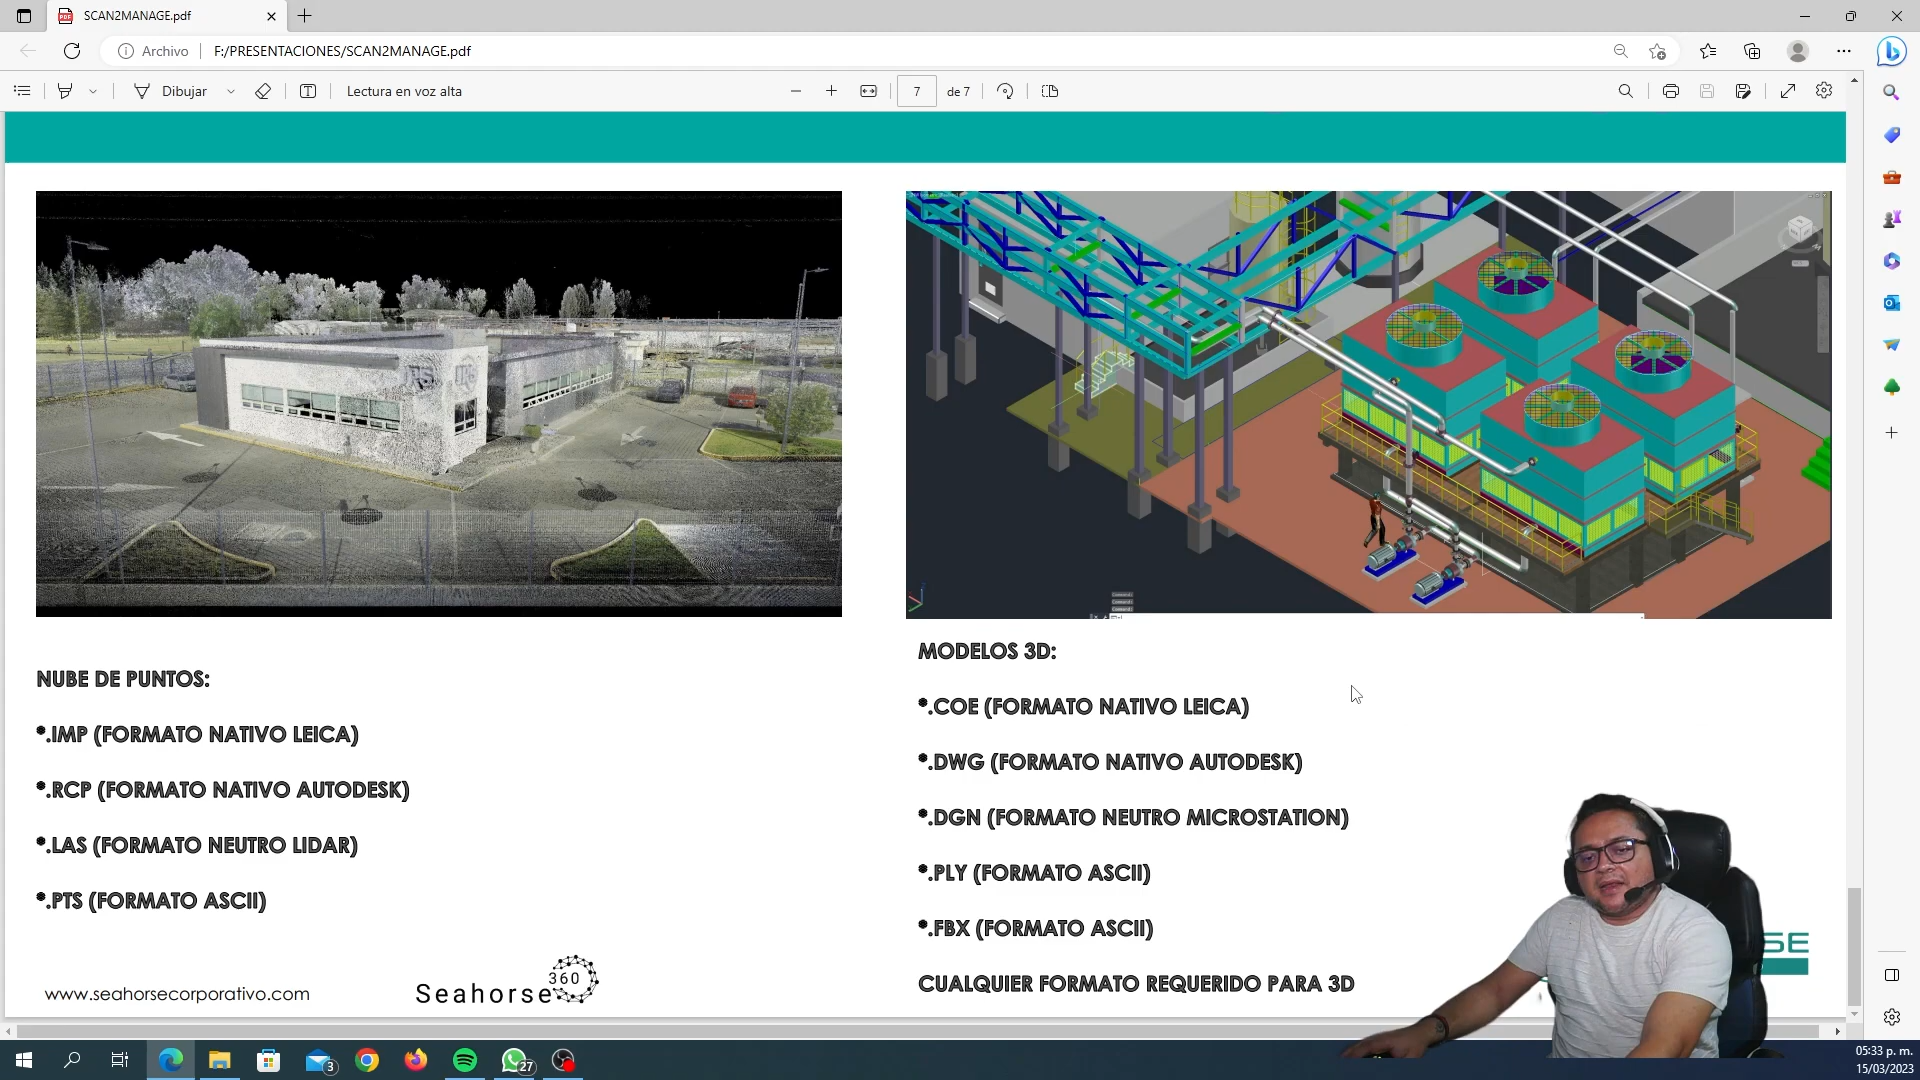 SCAN2MANAGE.pdf
Archivo
F:/PRESENTACIONES/SCAN2MANAGE.pdf
Dibujar
Lectura en voz alta
7
de 7
NUBE DE PUNTOS:
*.IMP (FORMATO NATIVO LEICA)
*.RCP (FORMATO NATIVO AUTODESK)
*.LAS (FORMATO NEUTRO LIDAR)
*.PTS (FORMATO ASCII)
MODELOS 3D:
*.COE (FORMATO NATIVO LEICA)
*.DWG (FORMATO NATIVO AUTODESK)
*.DGN (FORMATO NEUTRO MICROSTATION)
*.PLY (FORMATO ASCII)
*.FBX (FORMATO ASCII)
CUALQUIER FORMATO REQUERIDO PARA 3D
www.seahorsecorporativo.com
Seahorse 360
SE
3
27
05:33 p. m.
15/03/2023